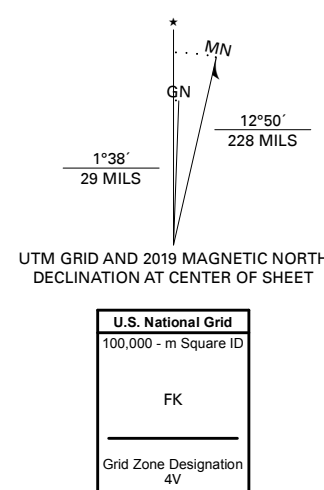 ★
MN
GN
12°50´
228 MILS
1°38´
29 MILS
UTM GRID AND 2019 MAGNETIC NORTH
DECLINATION AT CENTER OF SHEET
U.S. National Grid
100,000 - m Square ID
FK
Grid Zone Designation
4V